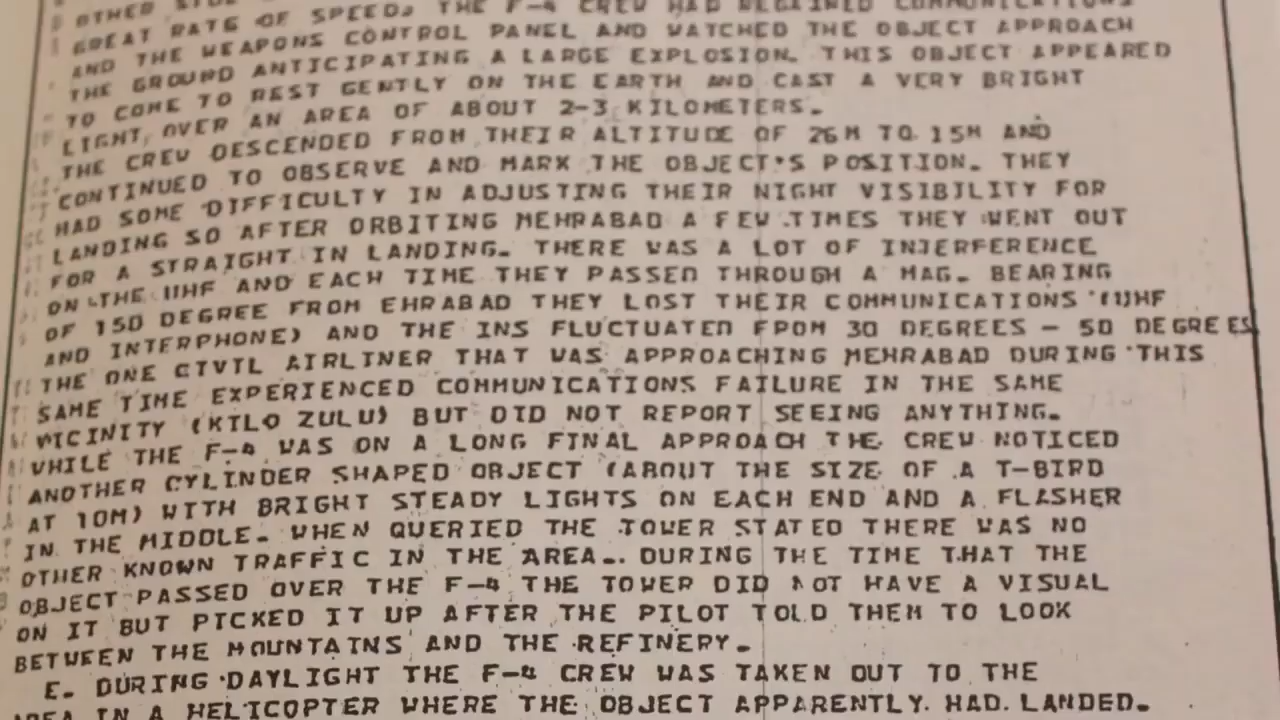 GREAT RATE OF SPEED. THE F-4 CREW HAD REGAINED COMMUNICATIONS
AND THE WEAPONS CONTROL PANEL AND WATCHED THE OBJECT APPROACH
THE GROUND ANTICIPATING A LARGE EXPLOSION. THIS OBJECT APPEARED
TO COME TO REST GENTLY ON THE EARTH AND CAST A VERY BRIGHT
LIGHT OVER AN AREA OF ABOUT 2-3 KILOMETERS.
THE CREW DESCENDED FROM THEIR ALTITUDE OF 26M TO 15M AND
CONTINUED TO OBSERVE AND MARK THE OBJECT'S POSITION. THEY
HAD SOME DIFFICULTY IN ADJUSTING THEIR NIGHT VISIBILITY FOR
LANDING SO AFTER ORBITING MEHRABAD A FEW TIMES THEY WENT OUT
FOR A STRAIGHT IN LANDING. THERE WAS A LOT OF INTERFERENCE
ON THE UHF AND EACH TIME THEY PASSED THROUGH A MAG. BEARING
OF 150 DEGREE FROM EHRABAD THEY LOST THEIR COMMUNICATIONS (UHF
AND INTERPHONE) AND THE INS FLUCTUATED FROM 30 DEGREES - 50 DEGREES
THE ONE CIVIL AIRLINER THAT WAS APPROACHING MEHRABAD DURING THIS
SAME TIME EXPERIENCED COMMUNICATIONS FAILURE IN THE SAME
VICINITY (KILO ZULU) BUT DID NOT REPORT SEEING ANYTHING.
WHILE THE F-4 WAS ON A LONG FINAL APPROACH THE CREW NOTICED
ANOTHER CYLINDER SHAPED OBJECT (ABOUT THE SIZE OF A T-BIRD
AT 10M) WITH BRIGHT STEADY LIGHTS ON EACH END AND A FLASHER
IN THE MIDDLE. WHEN QUERIED THE TOWER STATED THERE WAS NO
OTHER KNOWN TRAFFIC IN THE AREA. DURING THE TIME THAT THE
OBJECT PASSED OVER THE F-4 THE TOWER DID NOT HAVE A VISUAL
ON IT BUT PICKED IT UP AFTER THE PILOT TOLD THEM TO LOOK
BETWEEN THE MOUNTAINS AND THE REFINERY.
E. DURING DAYLIGHT THE F-4 CREW WAS TAKEN OUT TO THE
AREA IN A HELICOPTER WHERE THE OBJECT APPARENTLY HAD LANDED.